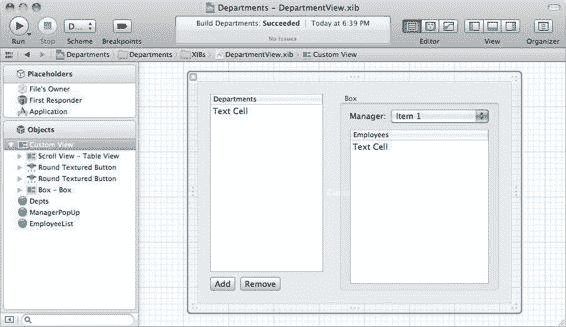 Departments – DepartmentView.xib
Run
Stop
D...
Scheme
Breakpoints
Build Departments: Succeeded | Today at 6:39 PM
No Issues
Editor
View
Organizer
Departments
Departments
XIBs
DepartmentView.xib
Custom View
Placeholders
File's Owner
First Responder
Application
Objects
Custom View
Scroll View - Table View
Round Textured Button
Round Textured Button
Box - Box
Depts
ManagerPopUp
EmployeeList
Departments
Text Cell
Add
Remove
Box
Manager:
Item 1
Employees
Text Cell